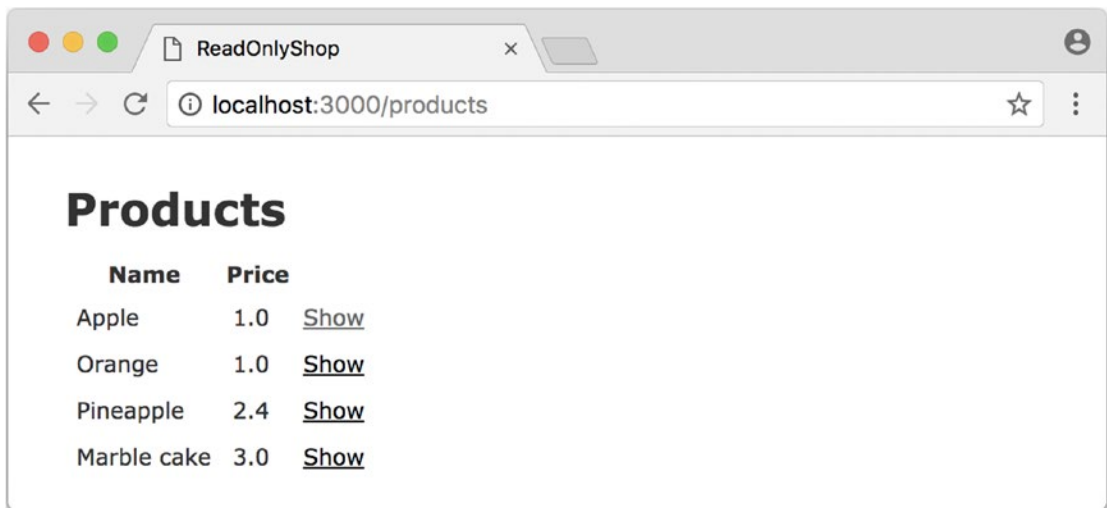 ReadOnlyShop
localhost:3000/products
Products
Name Price
Apple 1.0 Show
Orange 1.0 Show
Pineapple 2.4 Show
Marble cake 3.0 Show